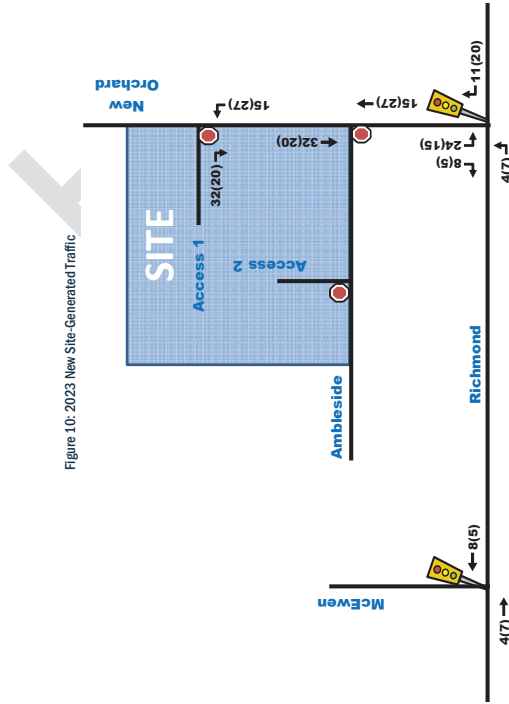 Figure 10: 2023 New Site-Generated Traffic
New
Orchard
15(27)
15(27)
11(20)
SITE
32(20)
32(20)
24(15)
8(5)
4(7)
Access 1
Access 2
Ambleside
Richmond
McEwen
8(5)
4(7)